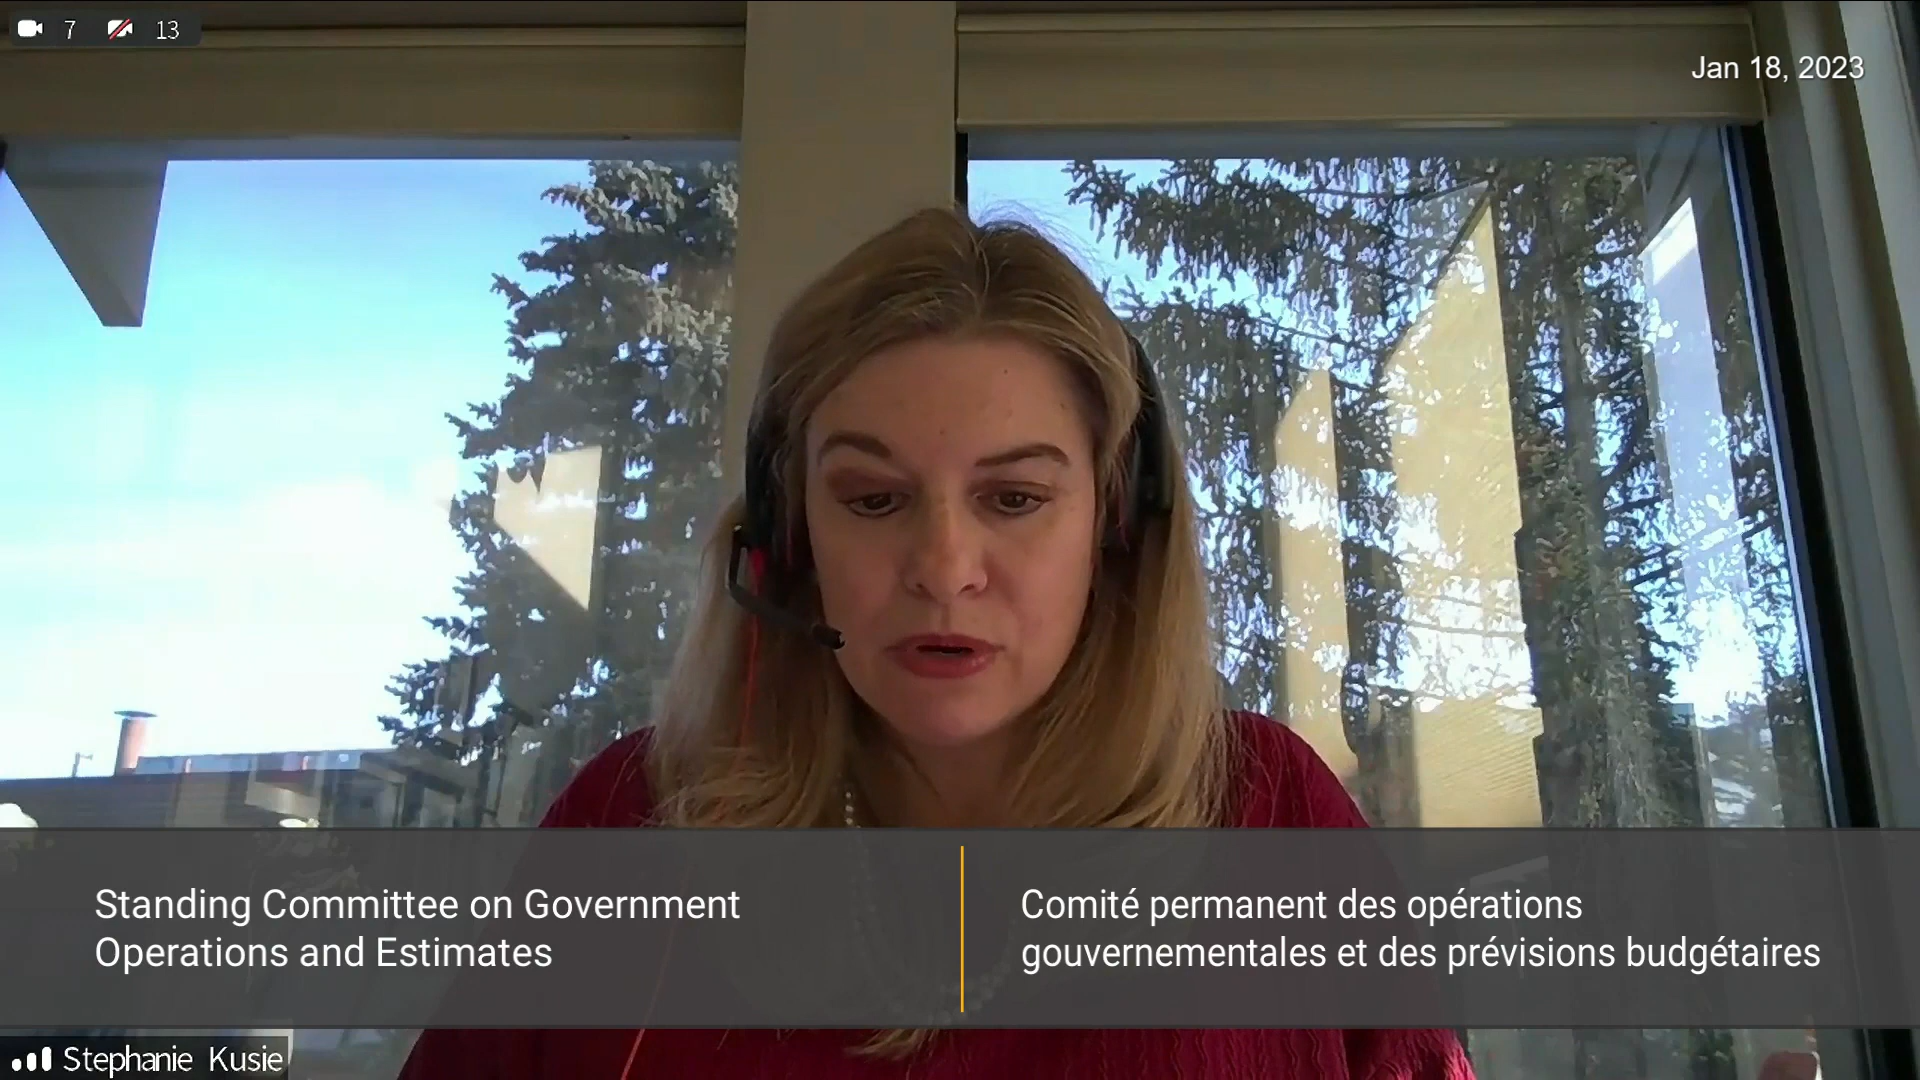 7 13
Jan 18, 2023
Standing Committee on Government
Operations and Estimates
Comité permanent des opérations
gouvernementales et des prévisions budgétaires
Stephanie Kusie